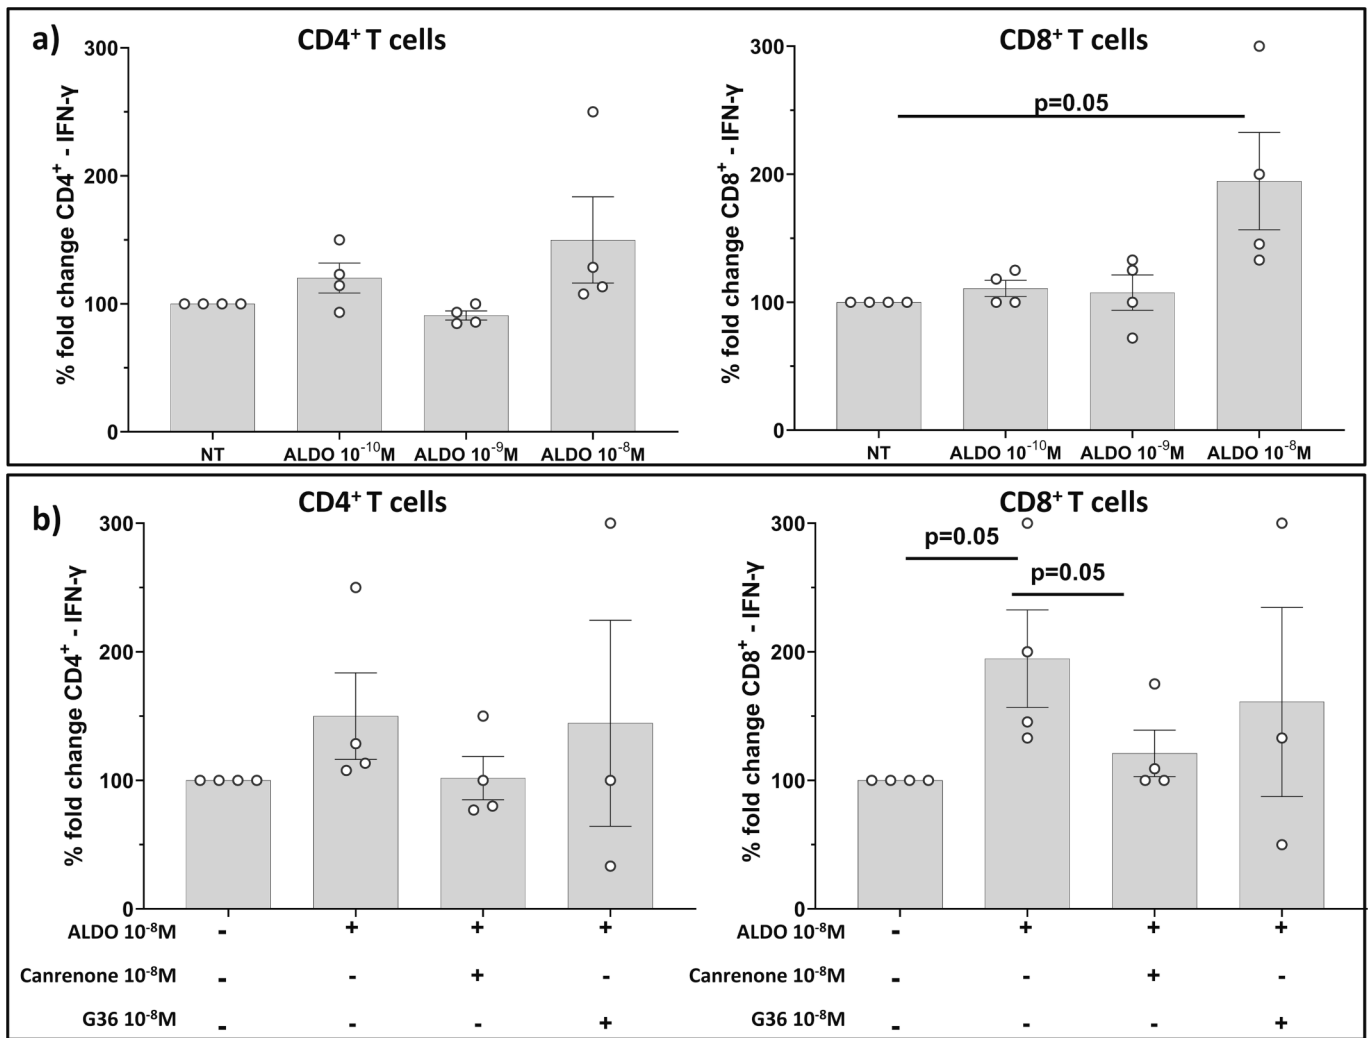 a)
CD4⁺ T cells
% fold change CD4⁺ - IFN-γ
300
200
100
0
NT
ALDO 10⁻¹⁰M
ALDO 10⁻⁹M
ALDO 10⁻⁸M
CD8⁺ T cells
% fold change CD8⁺ - IFN-γ
300
200
100
0
p=0.05
NT
ALDO 10⁻¹⁰M
ALDO 10⁻⁹M
ALDO 10⁻⁸M
b)
CD4⁺ T cells
% fold change CD4⁺ - IFN-γ
300
200
100
0
ALDO 10⁻⁸M - + + +
Canrenone 10⁻⁸M - - + -
G36 10⁻⁸M - - - +
CD8⁺ T cells
% fold change CD8⁺ - IFN-γ
300
200
100
0
p=0.05
p=0.05
ALDO 10⁻⁸M - + + +
Canrenone 10⁻⁸M - - + -
G36 10⁻⁸M - - - +